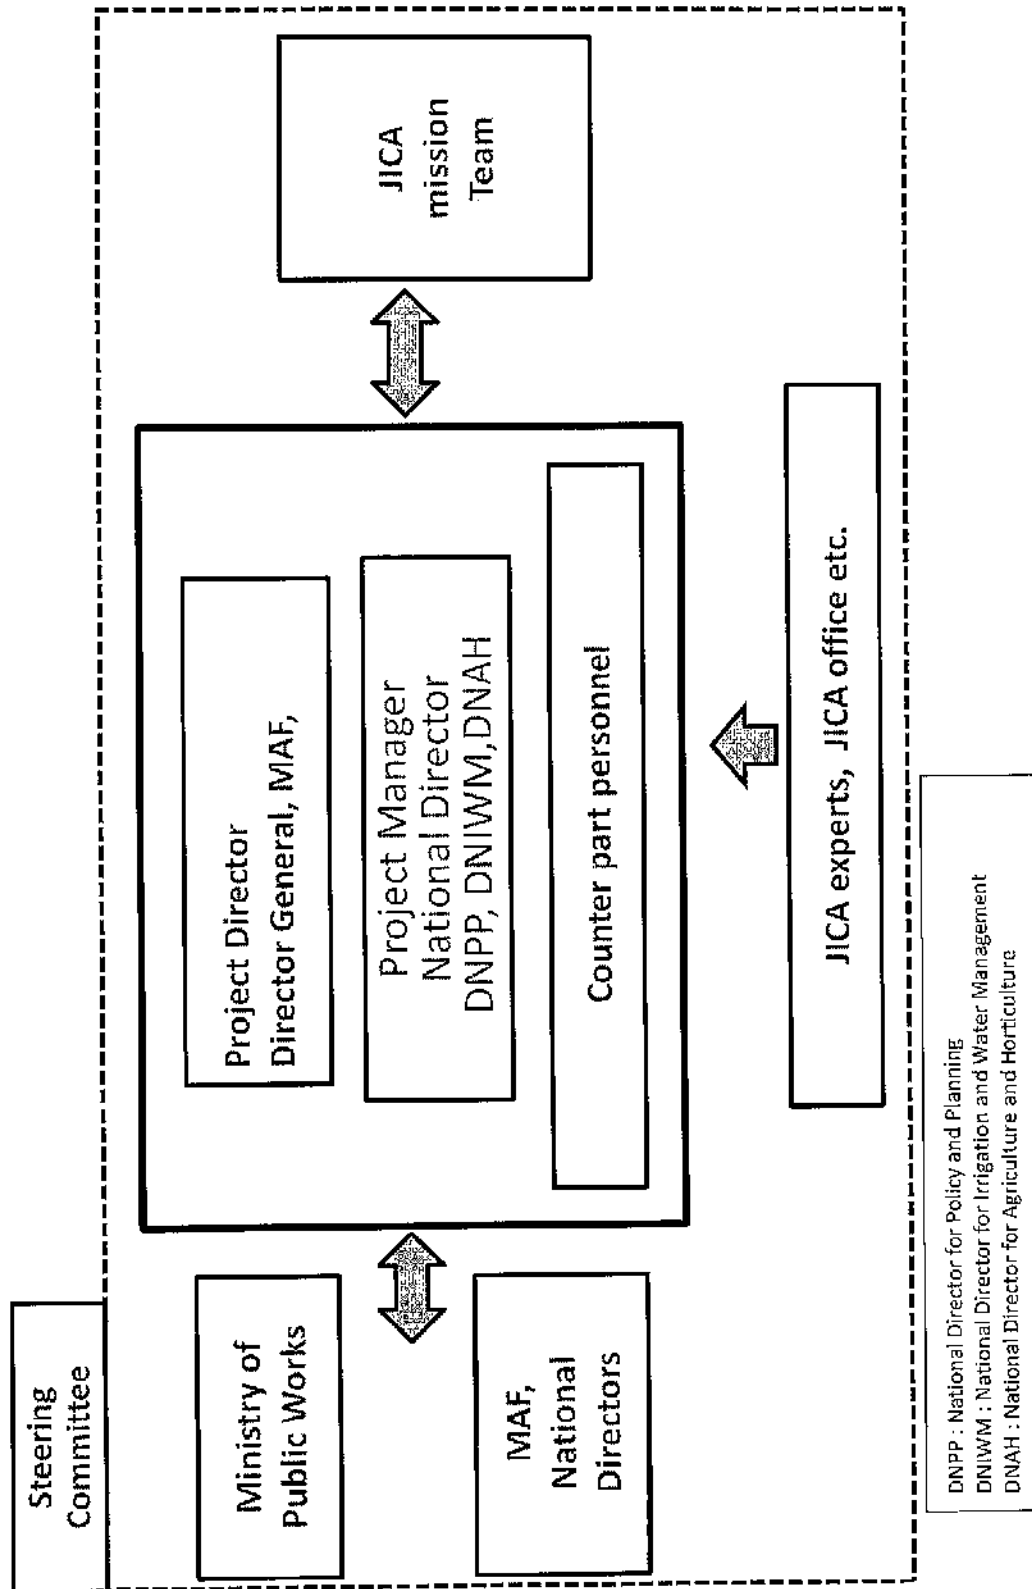 Steering
Committee
Ministry of
Public Works
MAF,
National
Directors
Project Director
Director General, MAF,
Project Manager
National Director
DNPP, DNIWM,DNAH
Counter part personnel
JICA
mission
Team
JICA experts, JICA office etc.
DNPP : National Director for Policy and Planning
DNIWM : National Director for Irrigation and Water Management
DNAH : National Director for Agriculture and Horticulture